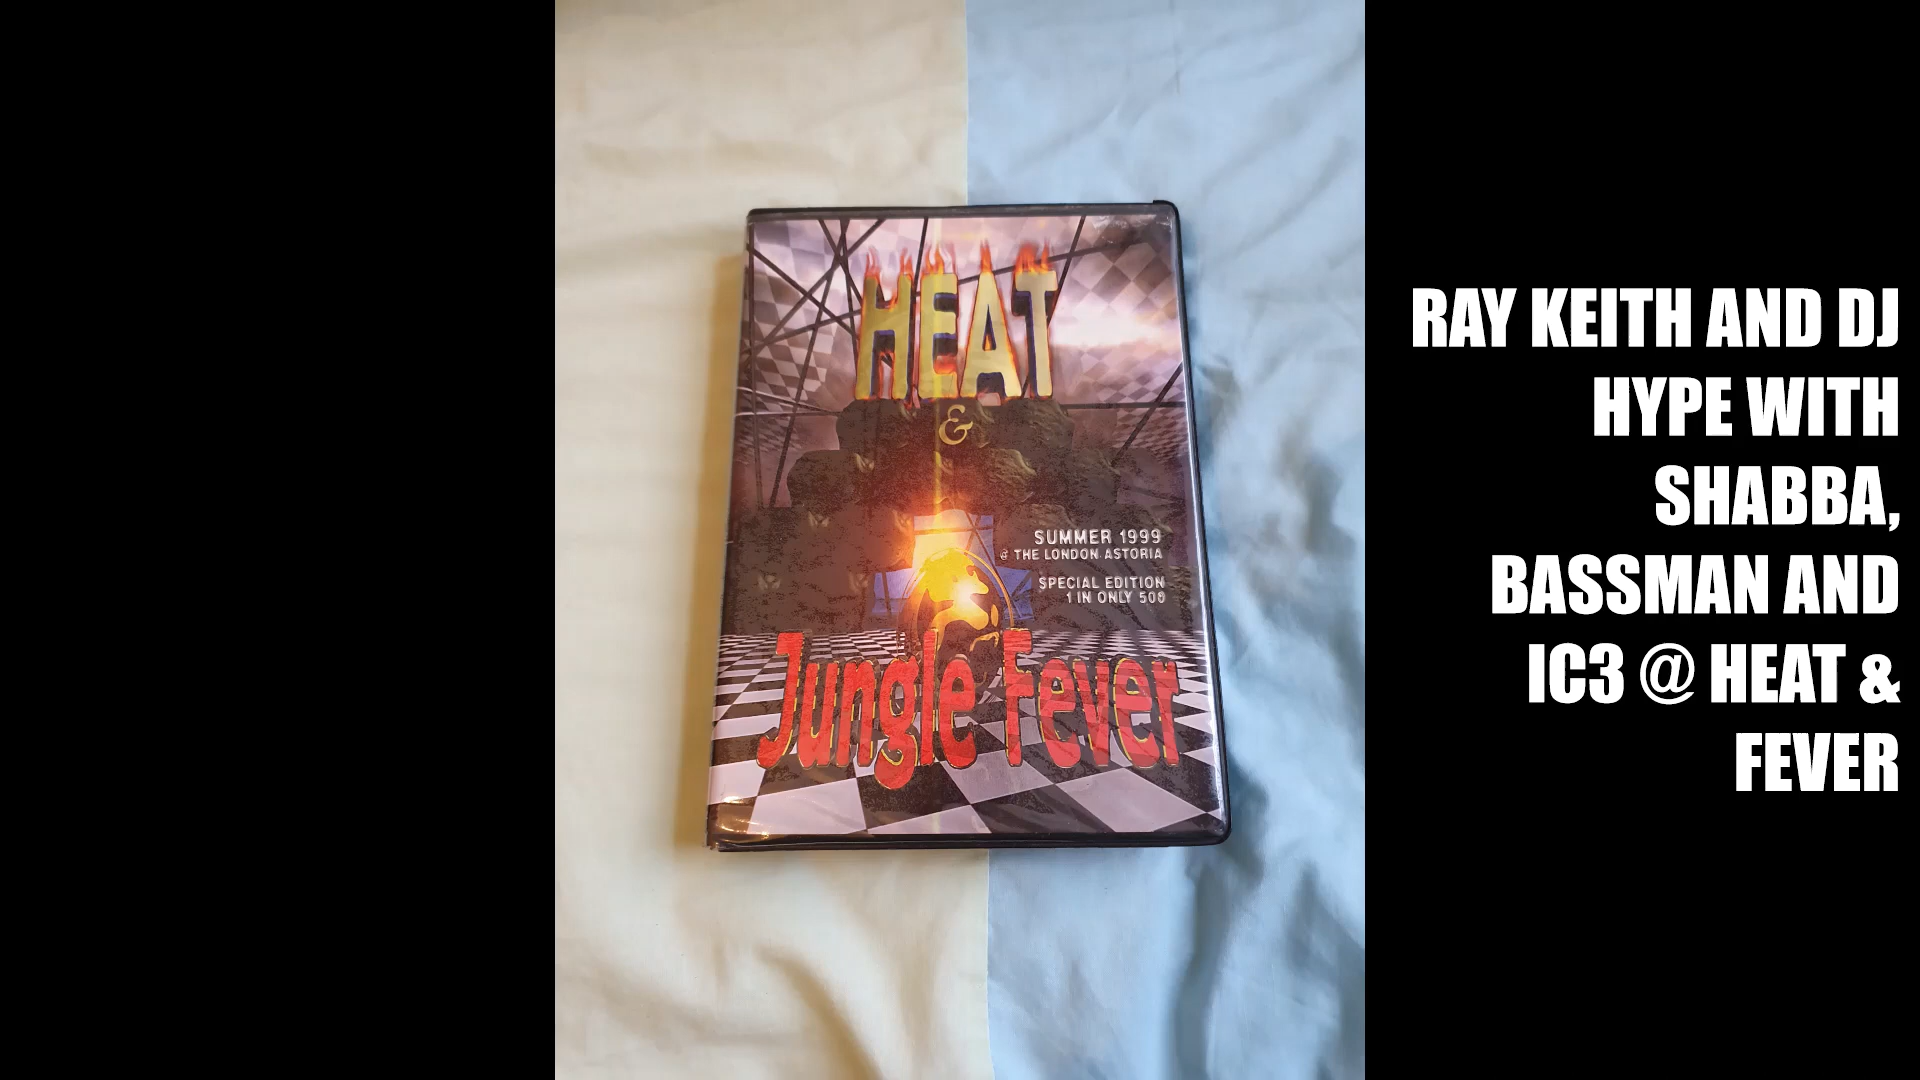 HEAT
&
SUMMER 1999
@ THE LONDON ASTORIA
SPECIAL EDITION
1 IN ONLY 500
Jungle Fever
RAY KEITH AND DJ
HYPE WITH
SHABBA,
BASSMAN AND
IC3 @ HEAT &
FEVER